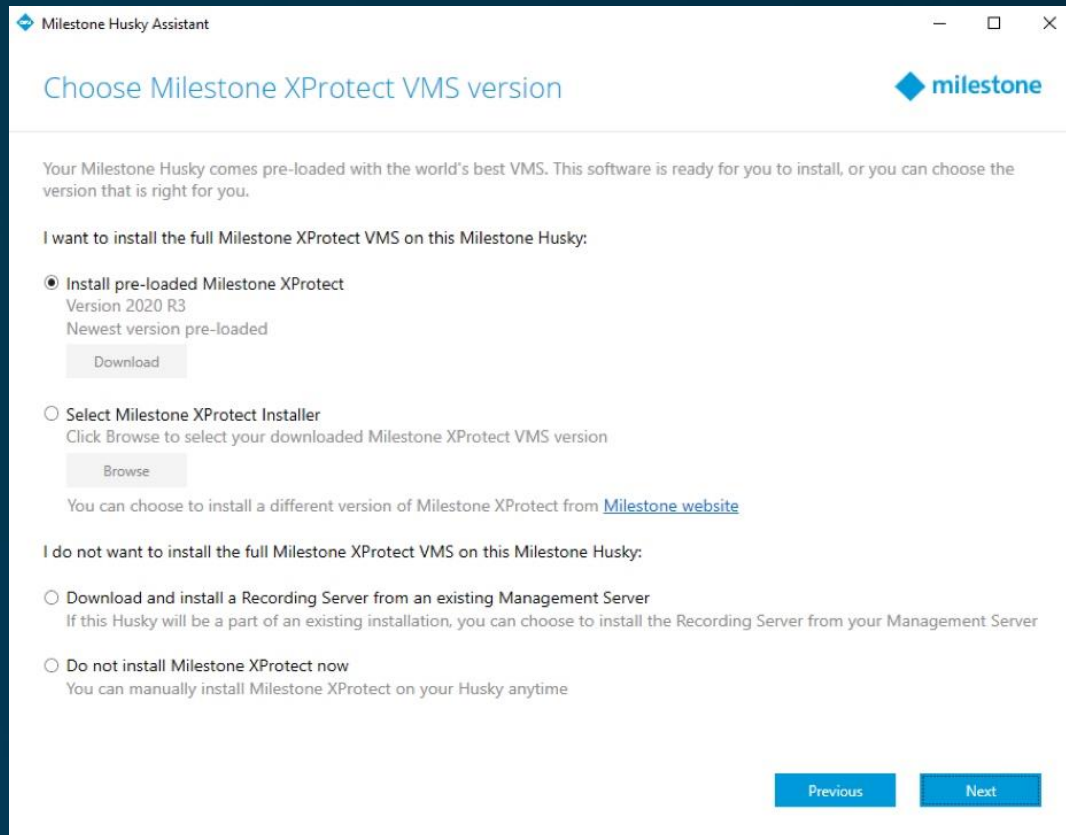 Milestone Husky Assistant
Choose Milestone XProtect VMS version
milestone
Your Milestone Husky comes pre-loaded with the world's best VMS. This software is ready for you to install, or you can choose the
version that is right for you.
I want to install the full Milestone XProtect VMS on this Milestone Husky:
Install pre-loaded Milestone XProtect
Version 2020 R3
Newest version pre-loaded
Download
Select Milestone XProtect Installer
Click Browse to select your downloaded Milestone XProtect VMS version
Browse
You can choose to install a different version of Milestone XProtect from Milestone website
I do not want to install the full Milestone XProtect VMS on this Milestone Husky:
Download and install a Recording Server from an existing Management Server
If this Husky will be a part of an existing installation, you can choose to install the Recording Server from your Management Server
Do not install Milestone XProtect now
You can manually install Milestone XProtect on your Husky anytime
Previous
Next